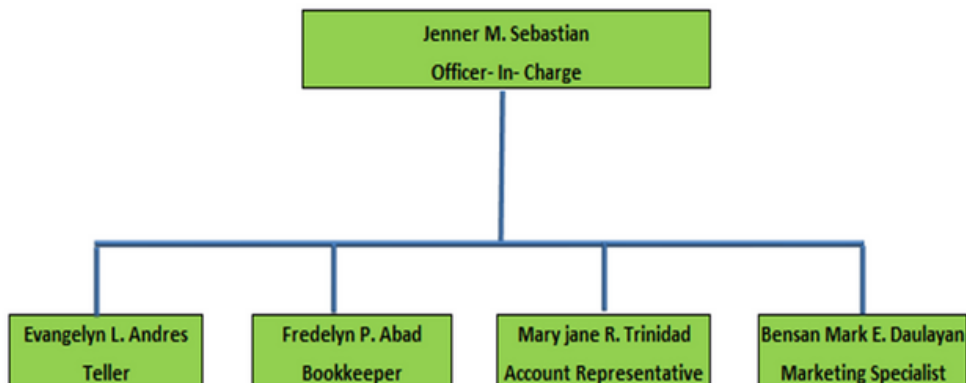 Jenner M. Sebastian
Officer- In- Charge
Evangelyn L. Andres
Teller
Fredelyn P. Abad
Bookkeeper
Mary jane R. Trinidad
Account Representative
Bensan Mark E. Daulayan
Marketing Specialist